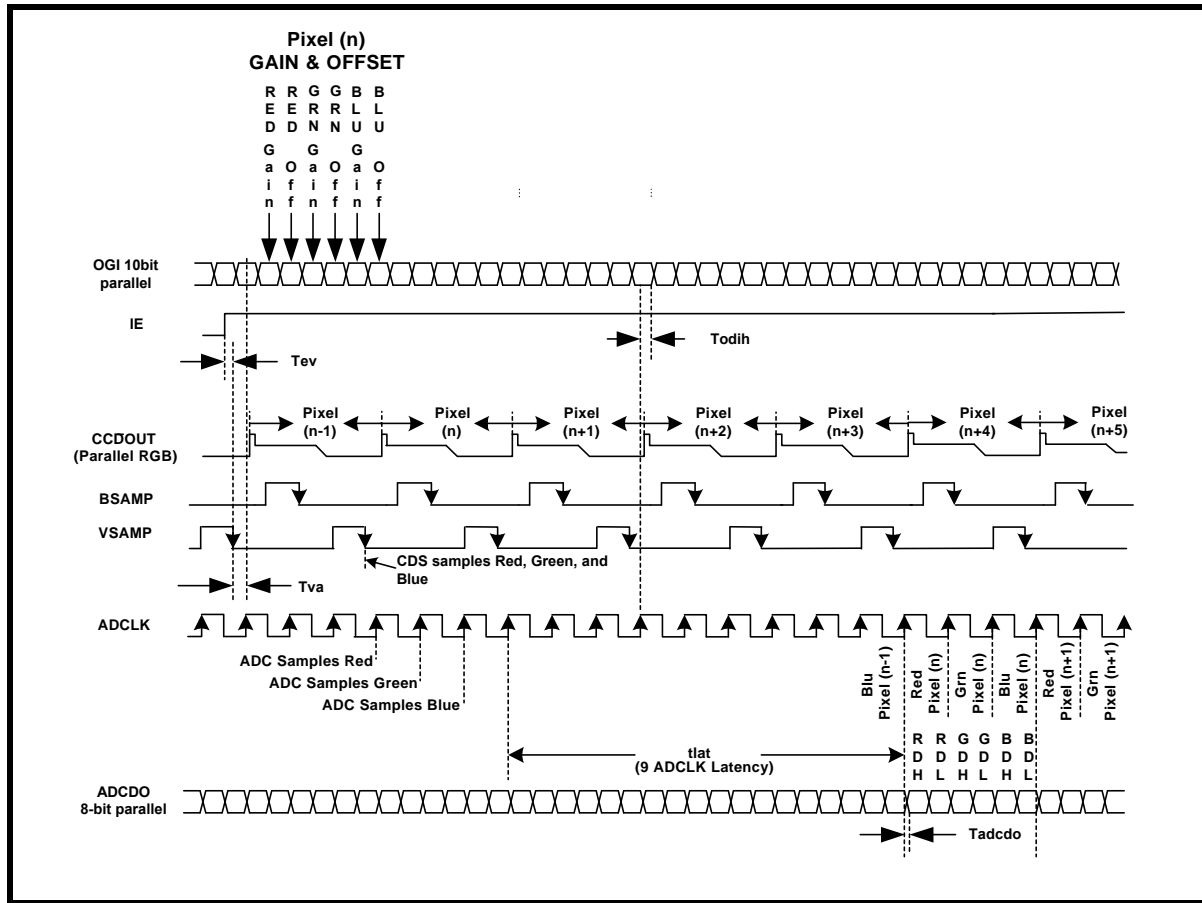 Pixel (n)
GAIN & OFFSET
RED Gain
RED Off
GRN Gain
GRN Off
BLU Gain
BLU Off
OGI 10bit
parallel
IE
Tev
Todih
Pixel
(n-1)
Pixel
(n)
Pixel
(n+1)
Pixel
(n+2)
Pixel
(n+3)
Pixel
(n+4)
Pixel
(n+5)
CCDOUT
(Parallel RGB)
BSAMP
VSAMP
CDS samples Red, Green, and
Blue
Tva
ADCLK
ADC Samples Red
ADC Samples Green
ADC Samples Blue
Blu
Pixel (n-1)
Red
Pixel (n)
Grn
Pixel (n)
Blu
Pixel (n)
Red
Pixel (n+1)
Grn
Pixel (n+1)
tlat
(9 ADCLK Latency)
RDH
RDL
GDH
GDL
BDH
BDL
ADCDO
8-bit parallel
Tadcdo